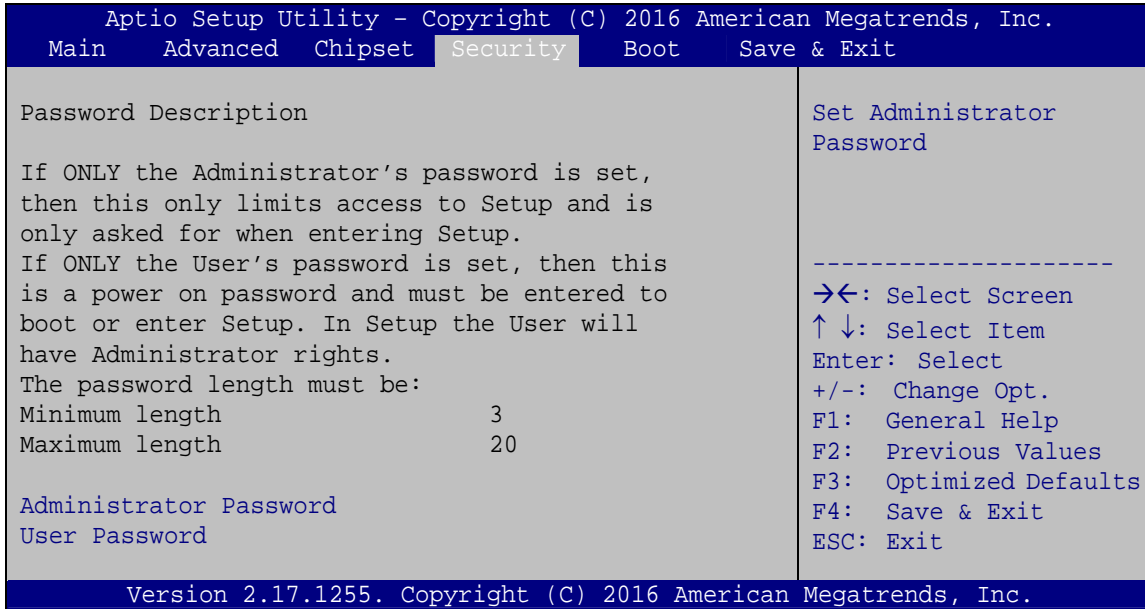 Aptio Setup Utility – Copyright (C) 2016 American Megatrends, Inc.
Main Advanced Chipset Security Boot Save & Exit
Password Description
If ONLY the Administrator’s password is set,
then this only limits access to Setup and is
only asked for when entering Setup.
If ONLY the User’s password is set, then this
is a power on password and must be entered to
boot or enter Setup. In Setup the User will
have Administrator rights.
The password length must be:
Minimum length 3
Maximum length 20
Administrator Password
User Password
Set Administrator
Password
---------------------
→←: Select Screen
↑ ↓: Select Item
Enter: Select
+/-: Change Opt.
F1: General Help
F2: Previous Values
F3: Optimized Defaults
F4: Save & Exit
ESC: Exit
Version 2.17.1255. Copyright (C) 2016 American Megatrends, Inc.